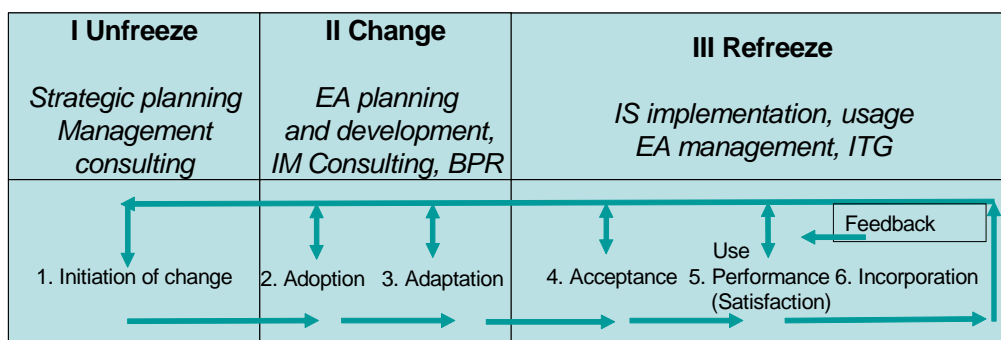 I Unfreeze
Strategic planning
Management
consulting
II Change
EA planning
and development,
IM Consulting, BPR
III Refreeze
IS implementation, usage
EA management, ITG
Feedback
Use
1. Initiation of change
2. Adoption
3. Adaptation
4. Acceptance
5. Performance
6. Incorporation
(Satisfaction)